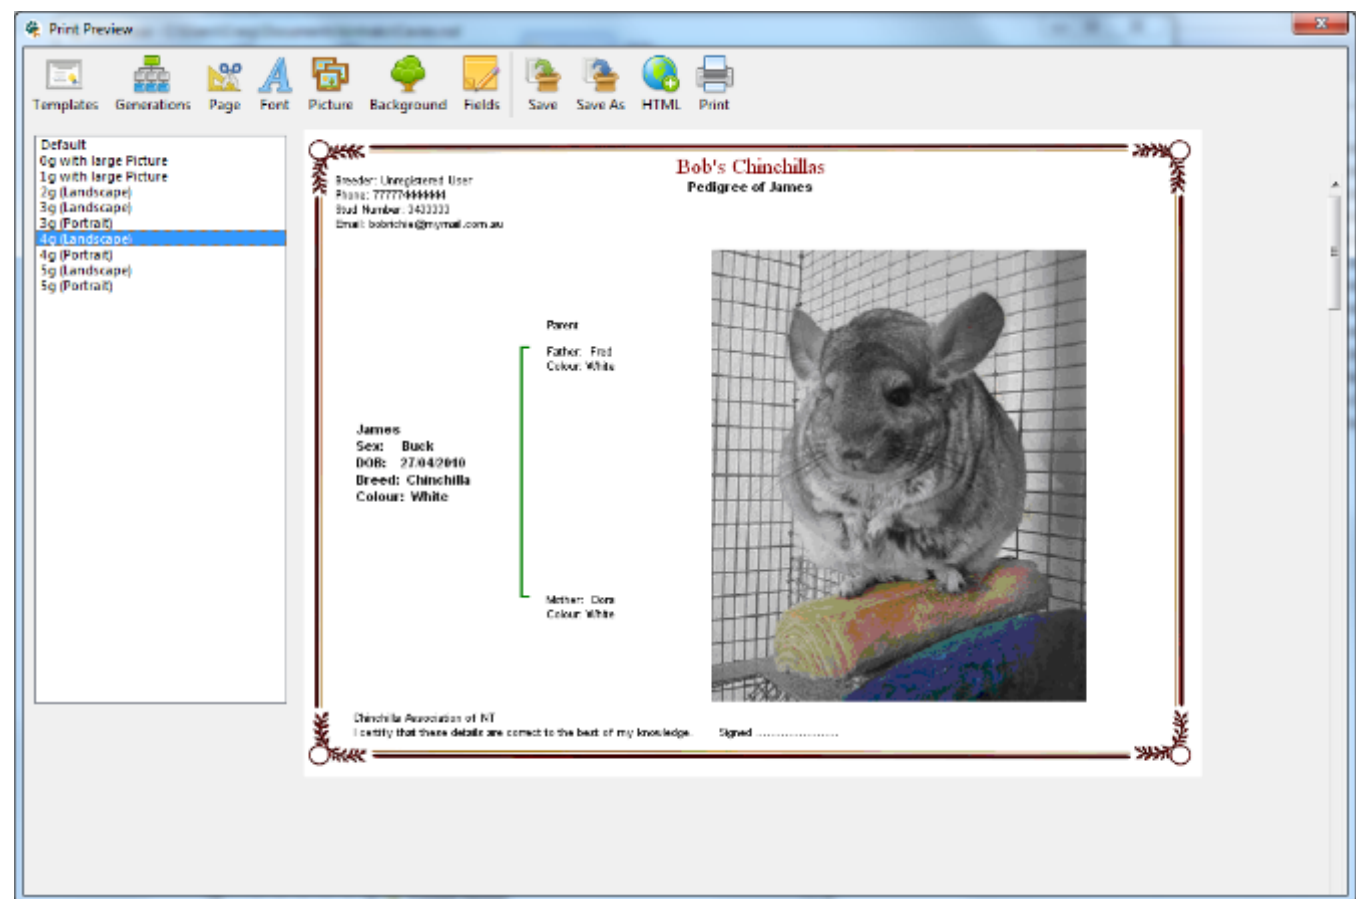 Print Preview
Templates Generations Page Font Picture Background Fields Save Save As HTML Print
Default
0g with large Picture
1g with large Picture
2g (Landscape)
3g (Landscape)
3g (Portrait)
4g (Landscape)
4g (Portrait)
5g (Landscape)
5g (Portrait)
Bob's Chinchillas
Pedigree of James
Breeder: Unregistered User
Phone: 777774444444
Stud Number: 3433333
Email: bobrichie@mymail.com.au
Parent
Father: Fred
Colour: White
James
Sex: Buck
DOB: 27/04/2010
Breed: Chinchilla
Colour: White
Mother: Dora
Colour: White
Chinchilla Association of NT
I certify that these details are correct to the best of my knowledge. Signed ......................